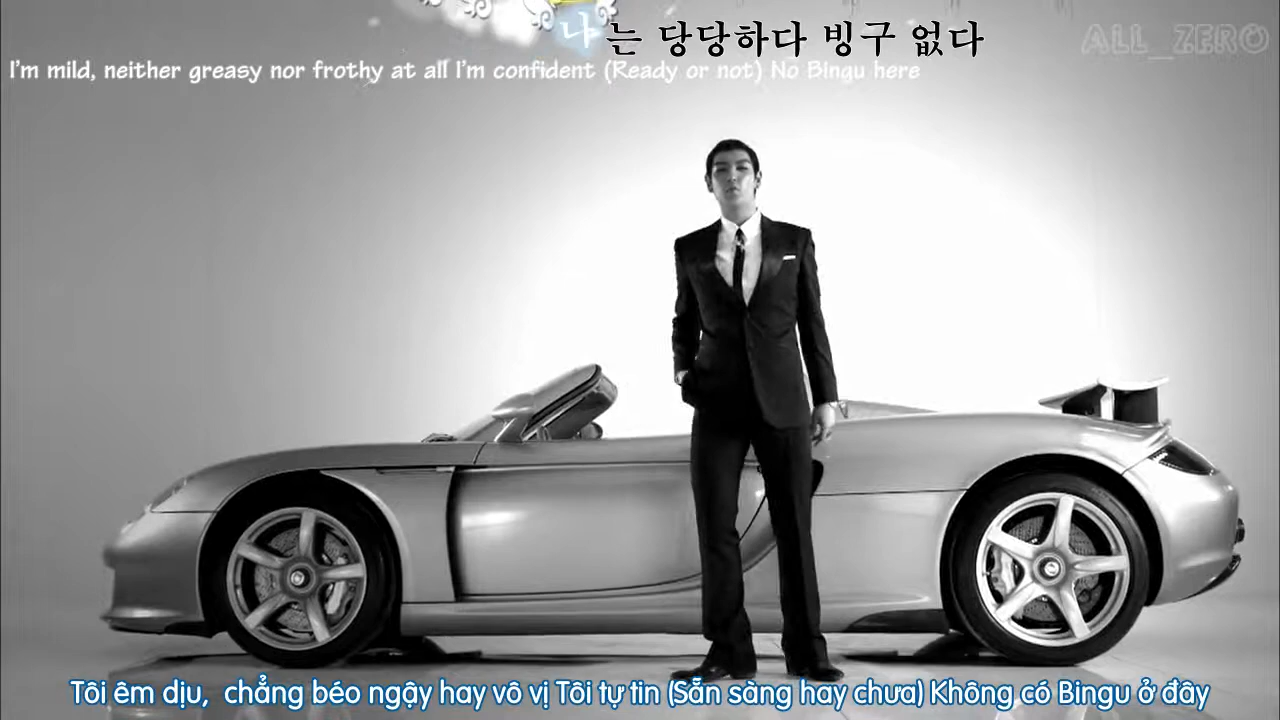 나는 당당하다 빙구 없다
ALL_ZERO
I'm mild, neither greasy nor frothy at all I'm confident (Ready or not) No Bingu here
Tôi êm dịu, chẳng béo ngậy hay vô vị Tôi tự tin (Sẵn sàng hay chưa) Không có Bingu ở đây